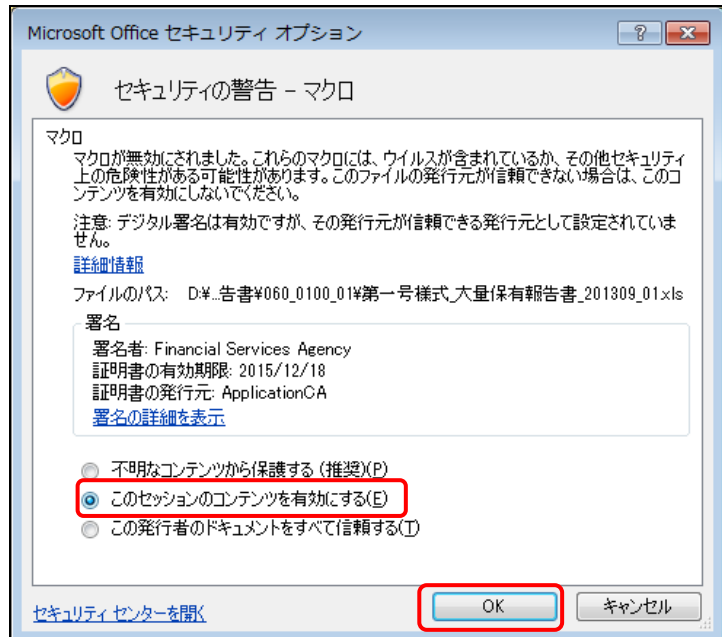 Microsoft Office セキュリティ オプション
セキュリティの警告 - マクロ
マクロ
マクロが無効にされました。これらのマクロには、ウイルスが含まれているか、その他セキュリティ
上の危険性がある可能性があります。このファイルの発行元が信頼できない場合は、このコ
ンテンツを有効にしないでください。
注意: デジタル署名は有効ですが、その発行元が信頼できる発行元として設定されていま
せん。
詳細情報
ファイルのパス: D:¥...告書¥060_0100_01¥第一号様式_大量保有報告書_201309_01.xls
署名
署名者: Financial Services Agency
証明書の有効期限: 2015/12/18
証明書の発行元: ApplicationCA
署名の詳細を表示
不明なコンテンツから保護する (推奨)(P)
このセッションのコンテンツを有効にする(E)
この発行者のドキュメントをすべて信頼する(T)
セキュリティ センターを開く
OK
キャンセル